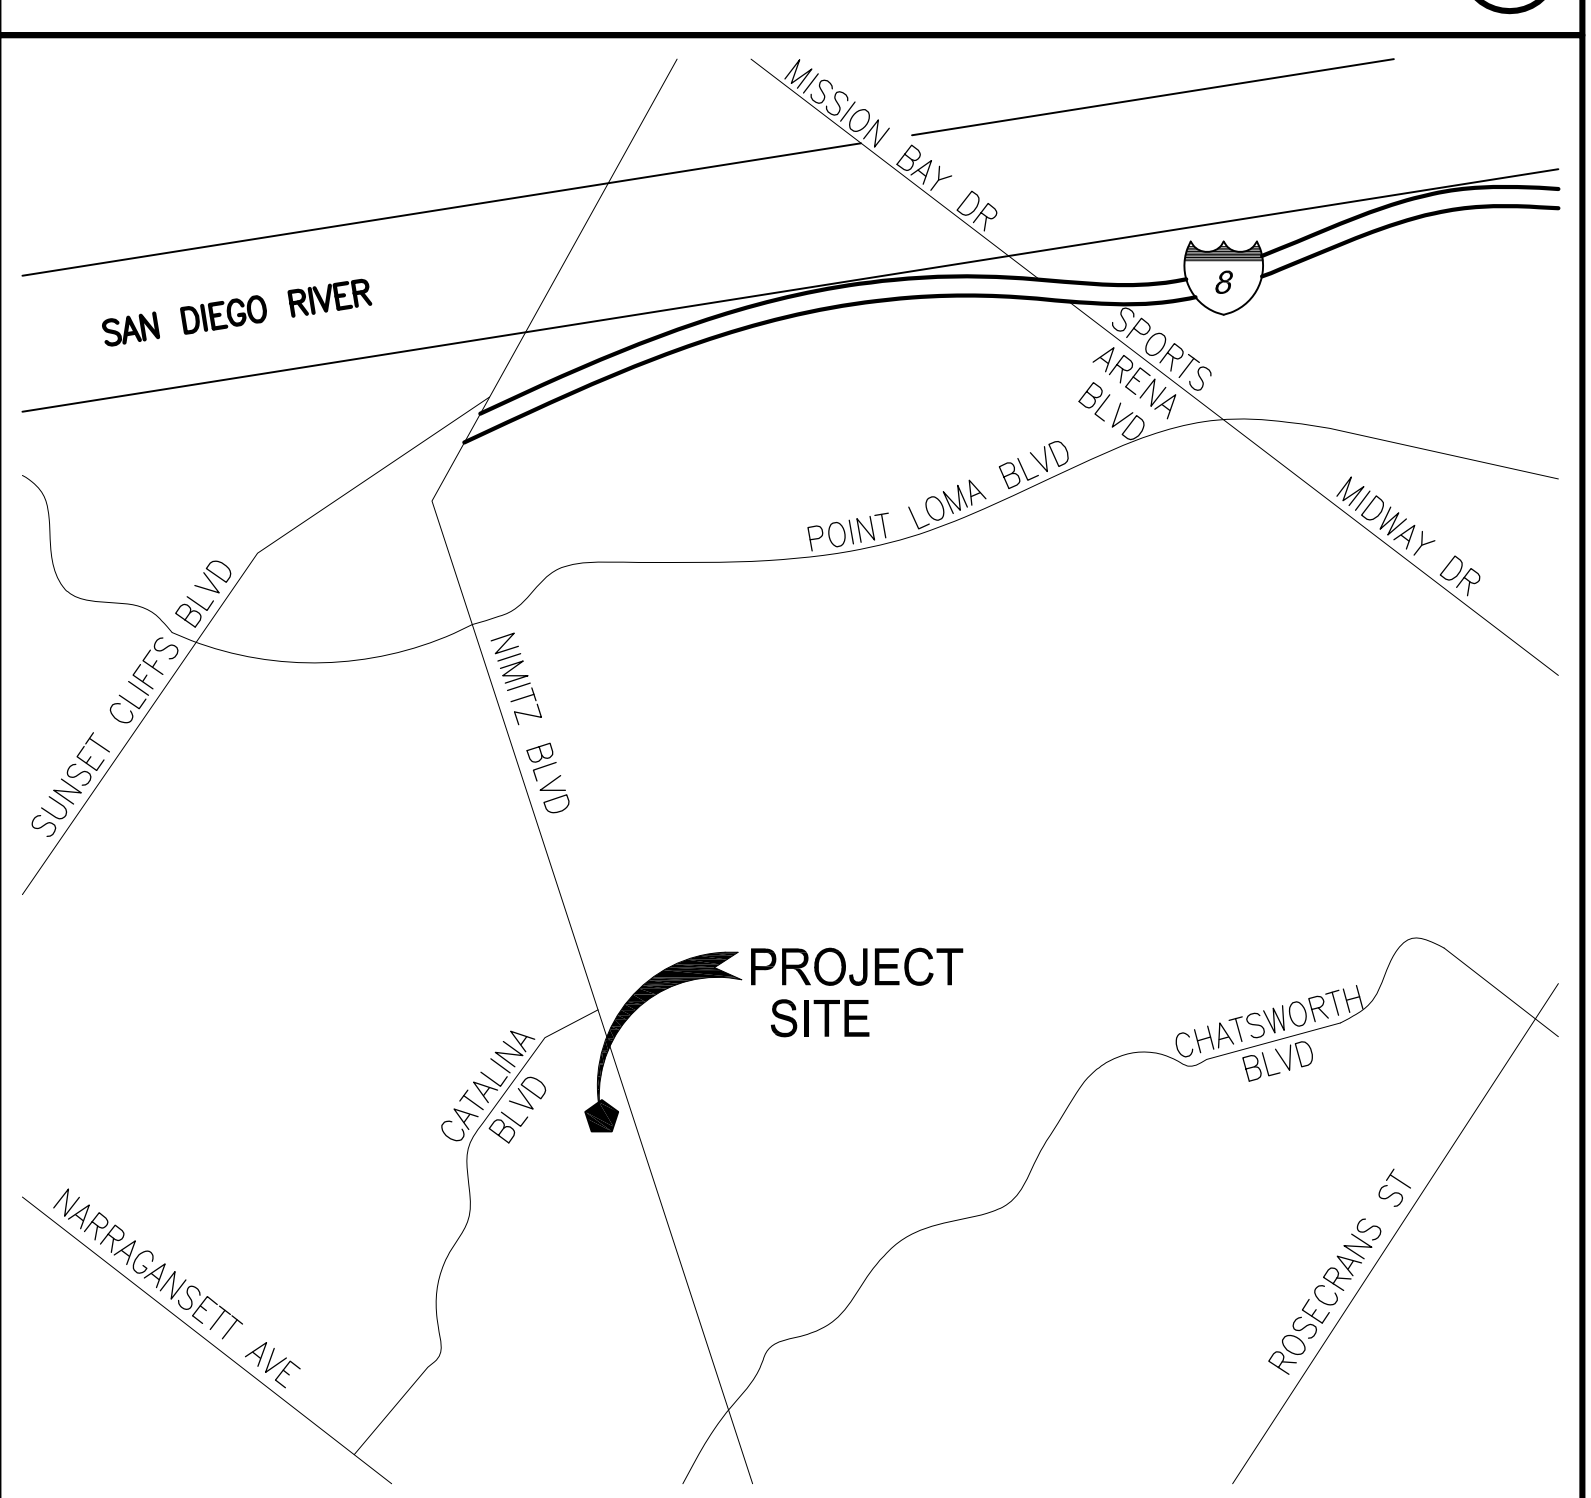 MISSION BAY DR
SAN DIEGO RIVER
8
SPORTS
ARENA
BLVD
POINT LOMA BLVD
MIDWAY DR
SUNSET CLIFFS BLVD
NIMITZ BLVD
PROJECT
SITE
CATALINA
BLVD
CHATSWORTH
BLVD
NARRAGANSETT AVE
ROSECRANS ST